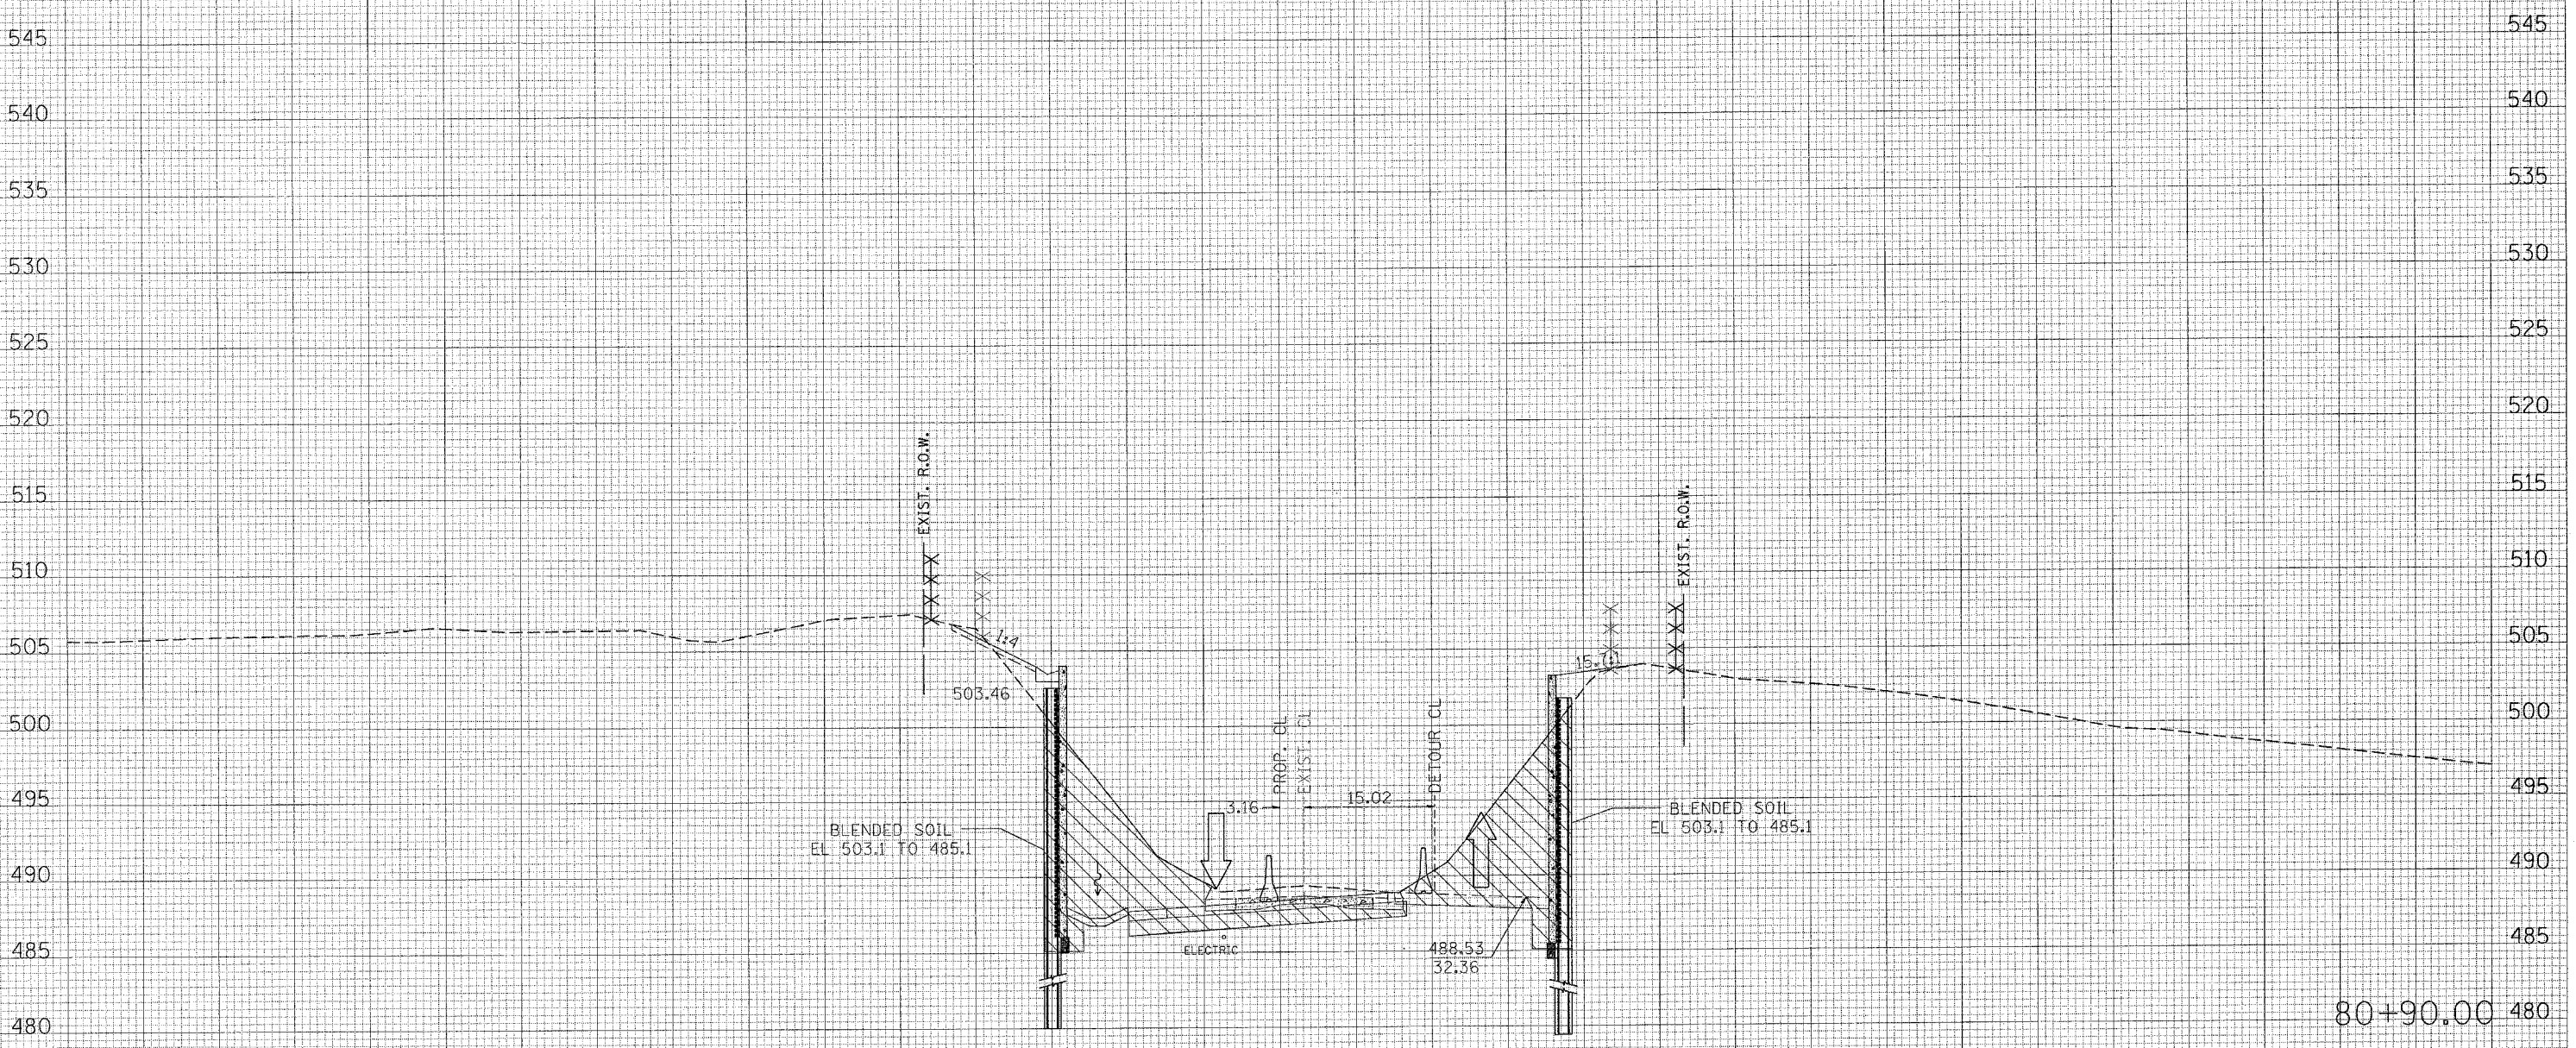 545 545
540 540
535 535
530 530
525 525
520 520
EXIST. R.O.W.
515 515
EXIST. R.O.W.
510 510
505 505
1:4
15.7:1
503.46
500 500
PROP. CL
EXIST. CL
DETOUR CL
495 495
3.16
15.02
BLENDED SOIL
EL 503.1 TO 485.1
BLENDED SOIL
EL 503.1 TO 485.1
490 490
485 485
ELECTRIC
488.53
32.36
480 480
80+90.00